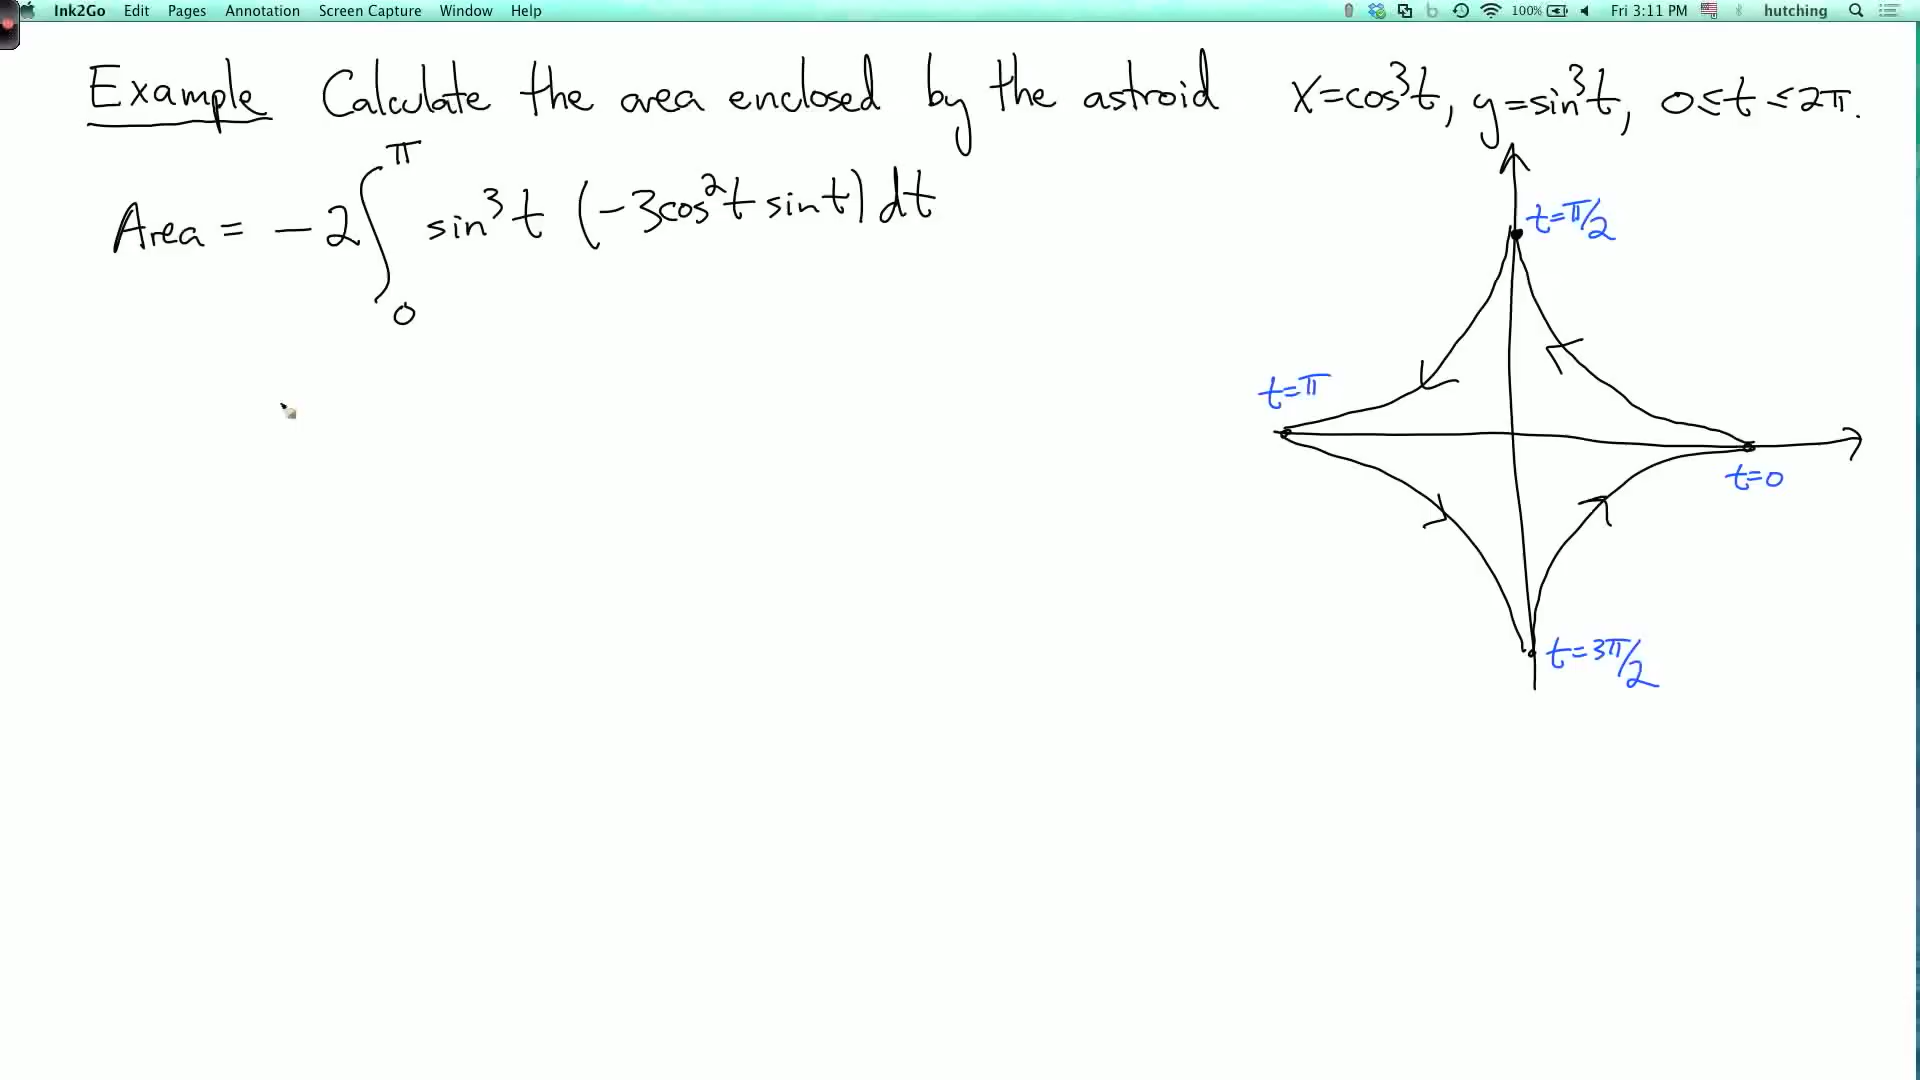 Ink2Go Edit Pages Annotation Screen Capture Window Help 100% Fri 3:11 PM hutching
Example Calculate the area enclosed by the astroid x=cos³t, y=sin³t, 0≤t≤2π.
Area = -2∫₀^π sin³t (-3cos²t sint) dt
t=π/2
t=π
t=0
t=3π/2